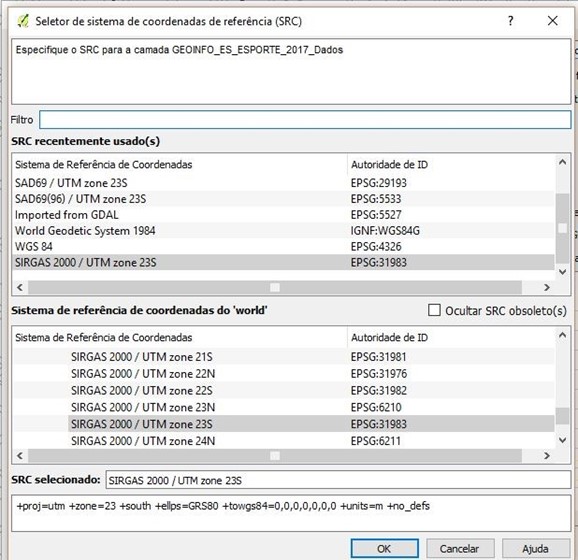 Seletor de sistema de coordenadas de referência (SRC)
Especifique o SRC para a camada GEOINFO_ES_ESPORTE_2017_Dados
Filtro
SRC recentemente usado(s)
Sistema de Referência de Coordenadas Autoridade de ID
SAD69 / UTM zone 23S EPSG:29193
SAD69(96) / UTM zone 23S EPSG:5533
Imported from GDAL EPSG:5527
World Geodetic System 1984 IGNF:WGS84G
WGS 84 EPSG:4326
SIRGAS 2000 / UTM zone 23S EPSG:31983
Sistema de referência de coordenadas do 'world' Ocultar SRC obsoleto(s)
Sistema de Referência de Coordenadas Autoridade de ID
SIRGAS 2000 / UTM zone 21S EPSG:31981
SIRGAS 2000 / UTM zone 22N EPSG:31976
SIRGAS 2000 / UTM zone 22S EPSG:31982
SIRGAS 2000 / UTM zone 23N EPSG:6210
SIRGAS 2000 / UTM zone 23S EPSG:31983
SIRGAS 2000 / UTM zone 24N EPSG:6211
SRC selecionado: SIRGAS 2000 / UTM zone 23S
+proj=utm +zone=23 +south +ellps=GRS80 +towgs84=0,0,0,0,0,0,0 +units=m +no_defs
OK Cancelar Ajuda